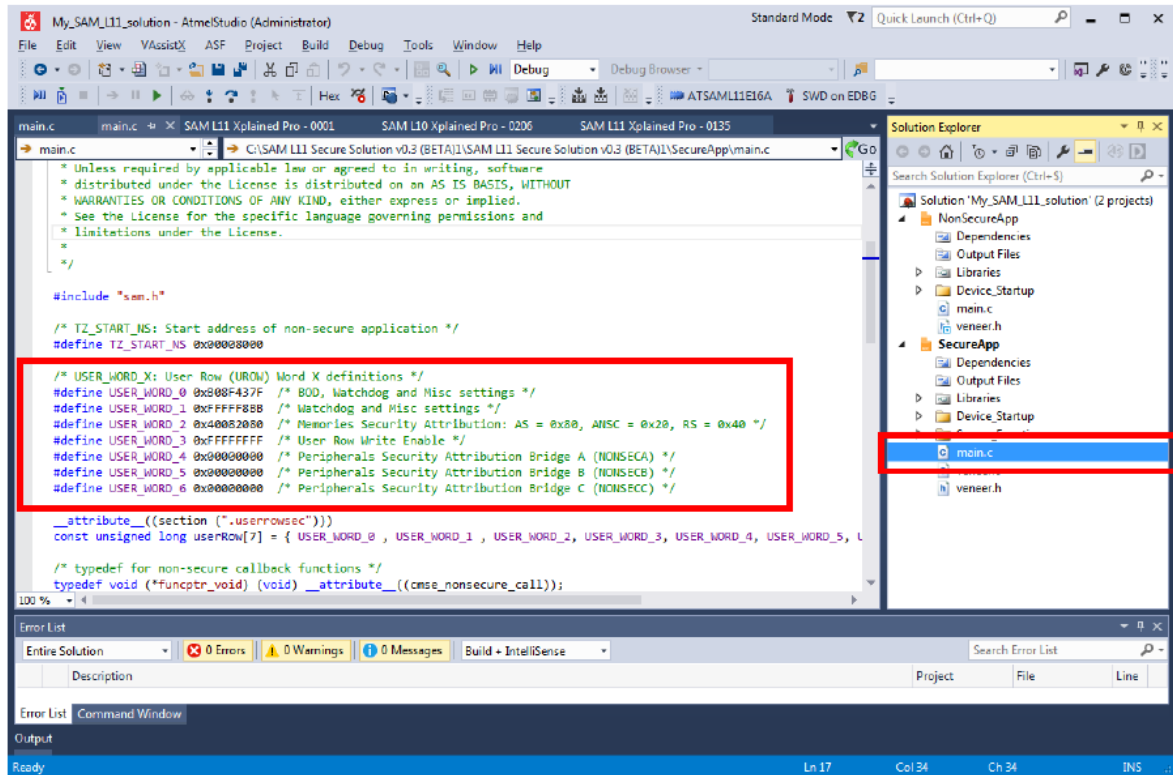 My_SAM_L11_solution - AtmelStudio (Administrator)
Standard Mode
2
Quick Launch (Ctrl+Q)
File Edit View VAssistX ASF Project Build Debug Tools Window Help
Debug
Debug Browser
Hex
ATSAML11E16A
SWD on EDBG
main.c
main.c
SAM L11 Xplained Pro - 0001
SAM L10 Xplained Pro - 0206
SAM L11 Xplained Pro - 0135
main.c
C:\SAM L11 Secure Solution v0.3 (BETA)1\SAM L11 Secure Solution v0.3 (BETA)1\SecureApp\main.c
Go
* Unless required by applicable law or agreed to in writing, software
* distributed under the License is distributed on an AS IS BASIS, WITHOUT
* WARRANTIES OR CONDITIONS OF ANY KIND, either express or implied.
* See the License for the specific language governing permissions and
* limitations under the License.
*
*/
#include "sam.h"
/* TZ_START_NS: Start address of non-secure application */
#define TZ_START_NS 0x00008000
/* USER_WORD_X: User Row (UROW) Word X definitions */
#define USER_WORD_0 0xB08F437F /* BOD, Watchdog and Misc settings */
#define USER_WORD_1 0xFFFFF8BB /* Watchdog and Misc settings */
#define USER_WORD_2 0x40082080 /* Memories Security Attribution: AS = 0x80, ANSC = 0x20, RS = 0x40 */
#define USER_WORD_3 0xFFFFFFFF /* User Row Write Enable */
#define USER_WORD_4 0x00000000 /* Peripherals Security Attribution Bridge A (NONSECA) */
#define USER_WORD_5 0x00000000 /* Peripherals Security Attribution Bridge B (NONSECB) */
#define USER_WORD_6 0x00000000 /* Peripherals Security Attribution Bridge C (NONSECC) */
__attribute__((section (".userrowsec")))
const unsigned long userRow[7] = { USER_WORD_0 , USER_WORD_1 , USER_WORD_2, USER_WORD_3, USER_WORD_4, USER_WORD_5, U
/* typedef for non-secure callback functions */
typedef void (*funcptr_void) (void) __attribute__((cmse_nonsecure_call));
100 %
Solution Explorer
Search Solution Explorer (Ctrl+$)
Solution 'My_SAM_L11_solution' (2 projects)
NonSecureApp
Dependencies
Output Files
Libraries
Device_Startup
main.c
veneer.h
SecureApp
Dependencies
Output Files
Libraries
Device_Startup
main.c
veneer.h
Error List
Entire Solution
0 Errors
0 Warnings
0 Messages
Build + IntelliSense
Search Error List
Description
Project
File
Line
Error List
Command Window
Output
Ready
Ln 17
Col 34
Ch 34
INS